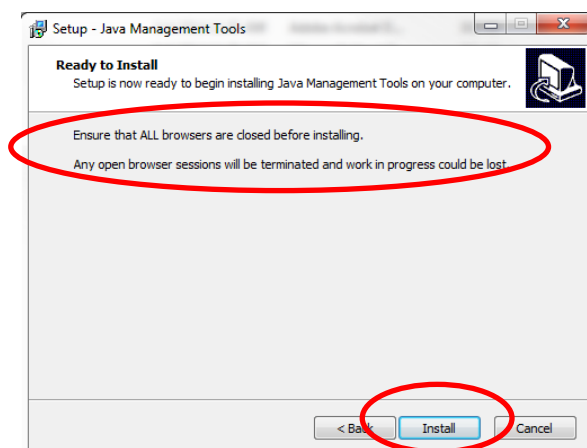 Setup - Java Management Tools
Ready to Install
Setup is now ready to begin installing Java Management Tools on your computer.
Ensure that ALL browsers are closed before installing.
Any open browser sessions will be terminated and work in progress could be lost.
< Back
Install
Cancel